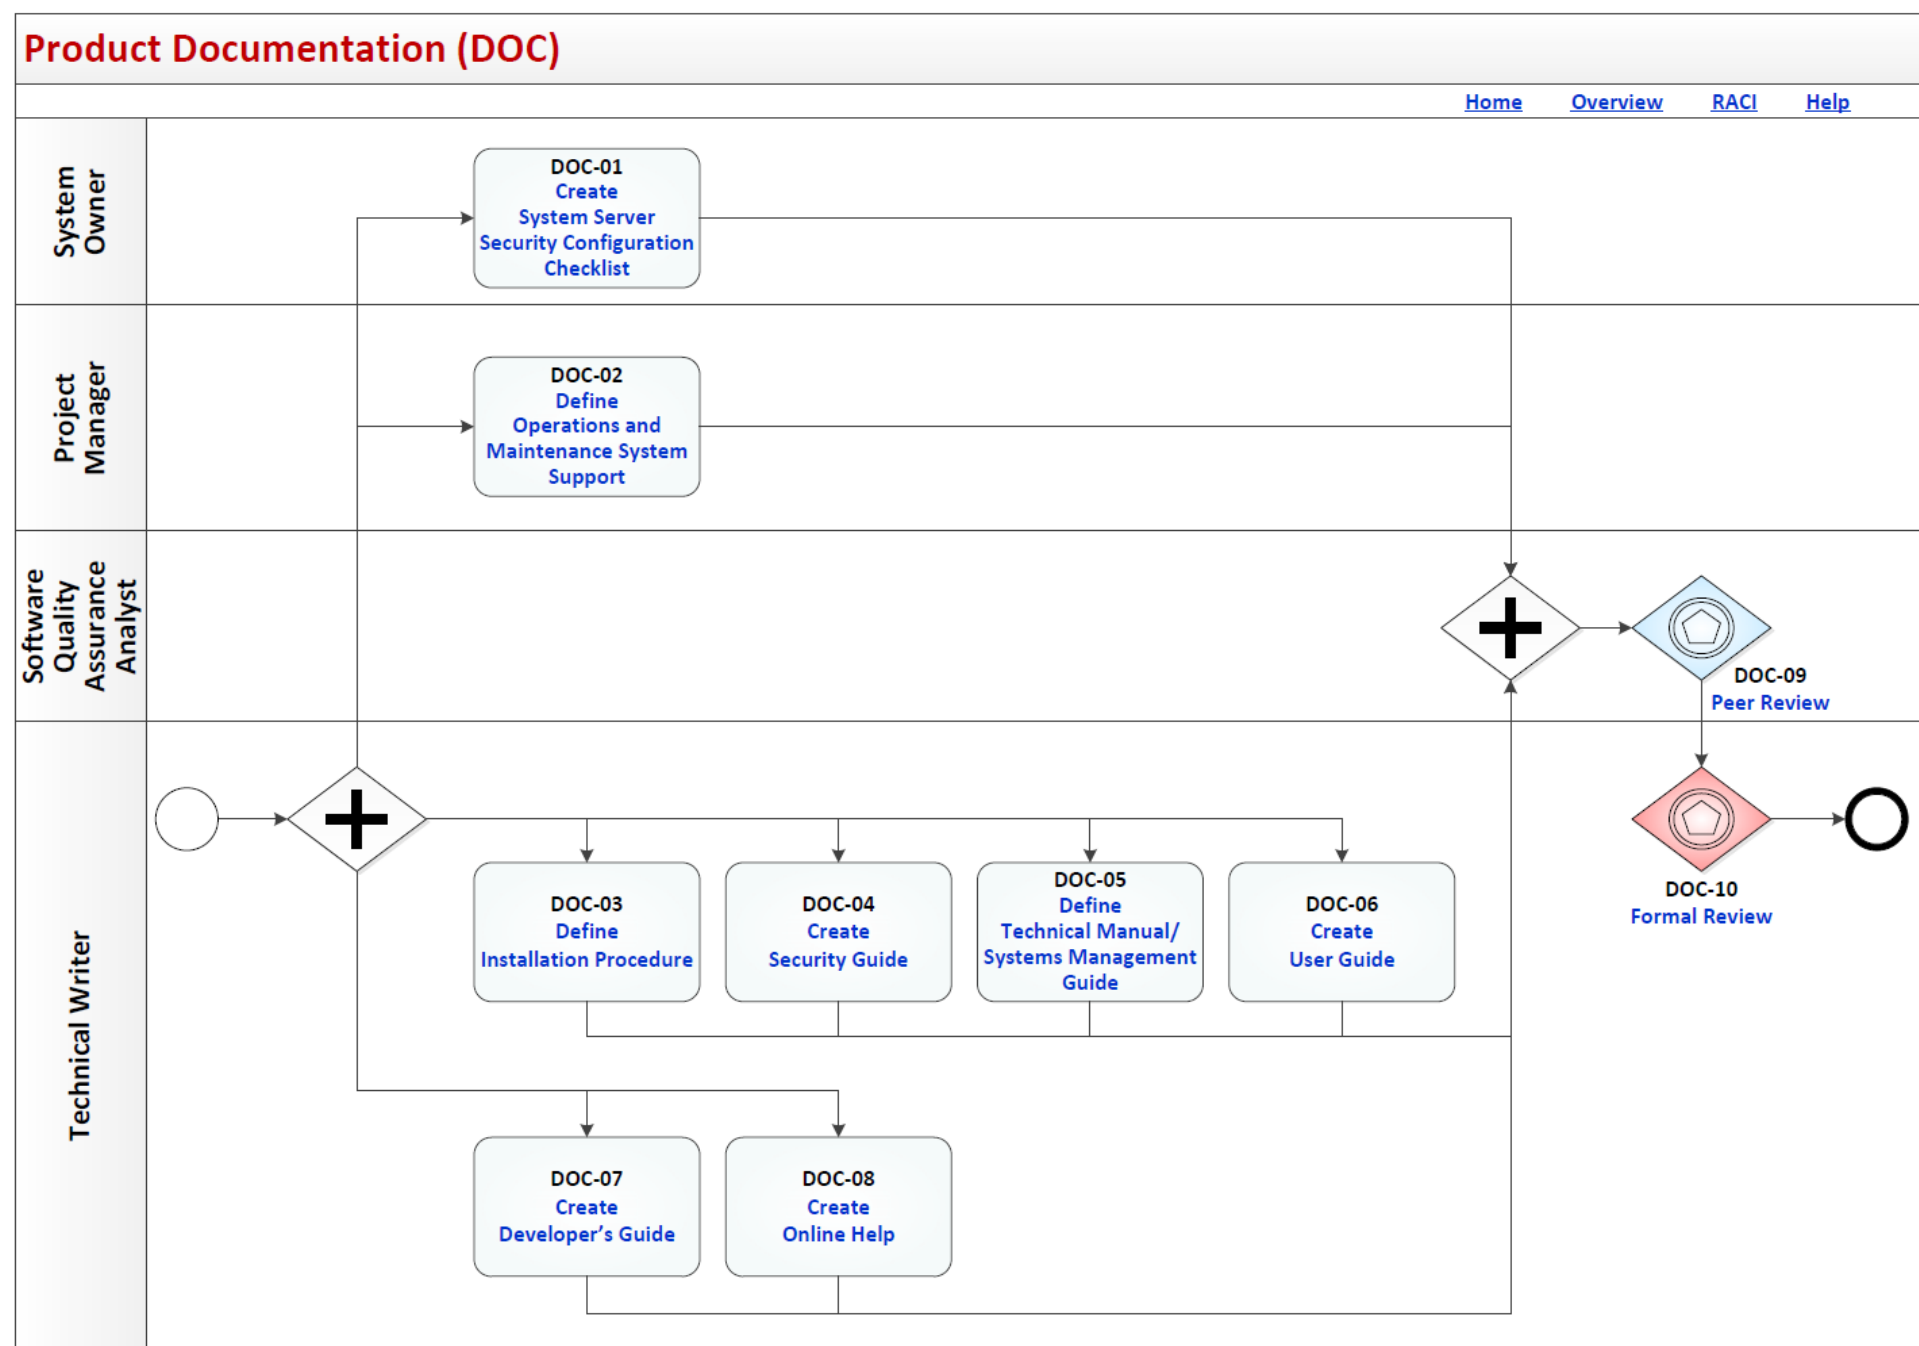 Product Documentation (DOC)
Home Overview RACI Help
System
Owner
DOC-01
Create
System Server
Security Configuration
Checklist
Project
Manager
DOC-02
Define
Operations and
Maintenance System
Support
Software
Quality
Assurance
Analyst
DOC-09
Peer Review
Technical Writer
DOC-03
Define
Installation Procedure
DOC-04
Create
Security Guide
DOC-05
Define
Technical Manual/
Systems Management
Guide
DOC-06
Create
User Guide
DOC-10
Formal Review
DOC-07
Create
Developer’s Guide
DOC-08
Create
Online Help